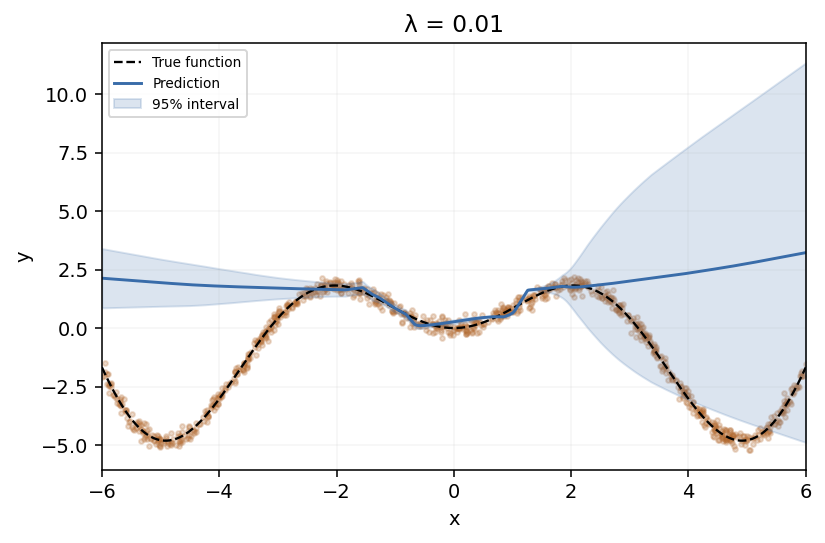 λ = 0.01
True function
Prediction
95% interval
10.0
7.5
5.0
2.5
0.0
−2.5
−5.0
y
−6 −4 −2 0 2 4 6
x